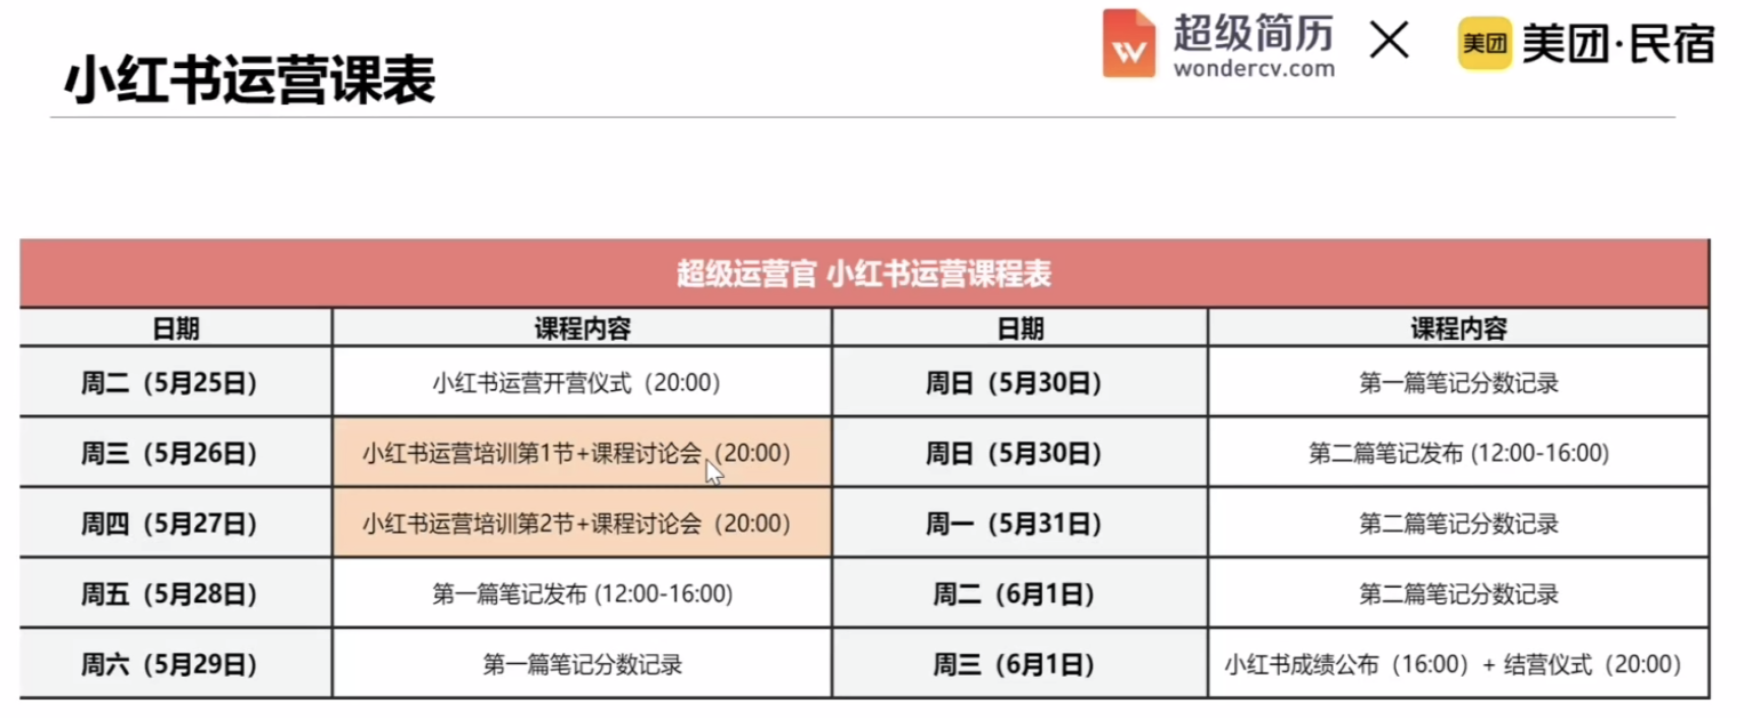 小红书运营课表
超级简历
wondercv.com
美团 美团·民宿
超级运营官 小红书运营课程表
日期 课程内容 日期 课程内容
周二（5月25日） 小红书运营开营仪式（20:00） 周日（5月30日） 第一篇笔记分数记录
周三（5月26日） 小红书运营培训第1节+课程讨论会（20:00） 周日（5月30日） 第二篇笔记发布 (12:00-16:00)
周四（5月27日） 小红书运营培训第2节+课程讨论会（20:00） 周一（5月31日） 第二篇笔记分数记录
周五（5月28日） 第一篇笔记发布 (12:00-16:00) 周二（6月1日） 第二篇笔记分数记录
周六（5月29日） 第一篇笔记分数记录 周三（6月1日） 小红书成绩公布（16:00）+ 结营仪式（20:00）